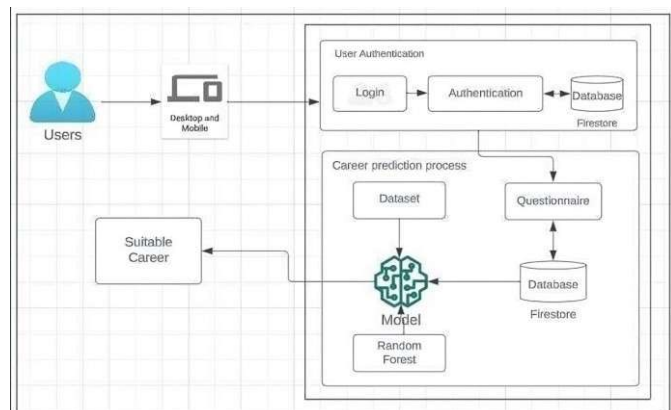 User Authentication
Login
Authentication
Database
Firestore
Users
Desktop and
Mobile
Career prediction process
Dataset
Questionnaire
Suitable
Career
Database
Firestore
Model
Random
Forest